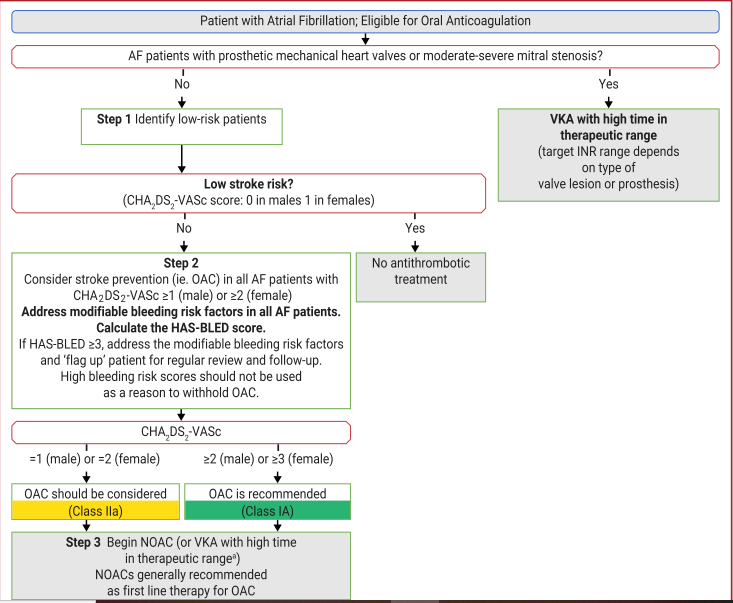 Patient with Atrial Fibrillation; Eligible for Oral Anticoagulation
AF patients with prosthetic mechanical heart valves or moderate-severe mitral stenosis?
No
Yes
Step 1 Identify low-risk patients
VKA with high time in
therapeutic range
(target INR range depends
on type of
valve lesion or prosthesis)
Low stroke risk?
(CHA₂DS₂-VASc score: 0 in males 1 in females)
No
Yes
Step 2
Consider stroke prevention (ie. OAC) in all AF patients with
CHA₂DS₂-VASc ≥1 (male) or ≥2 (female)
Address modifiable bleeding risk factors in all AF patients.
Calculate the HAS-BLED score.
If HAS-BLED ≥3, address the modifiable bleeding risk factors
and ‘flag up’ patient for regular review and follow-up.
High bleeding risk scores should not be used
as a reason to withhold OAC.
No antithrombotic
treatment
CHA₂DS₂-VASc
=1 (male) or =2 (female)
≥2 (male) or ≥3 (female)
OAC should be considered
(Class IIa)
OAC is recommended
(Class IA)
Step 3 Begin NOAC (or VKA with high time
in therapeutic rangeᵃ)
NOACs generally recommended
as first line therapy for OAC